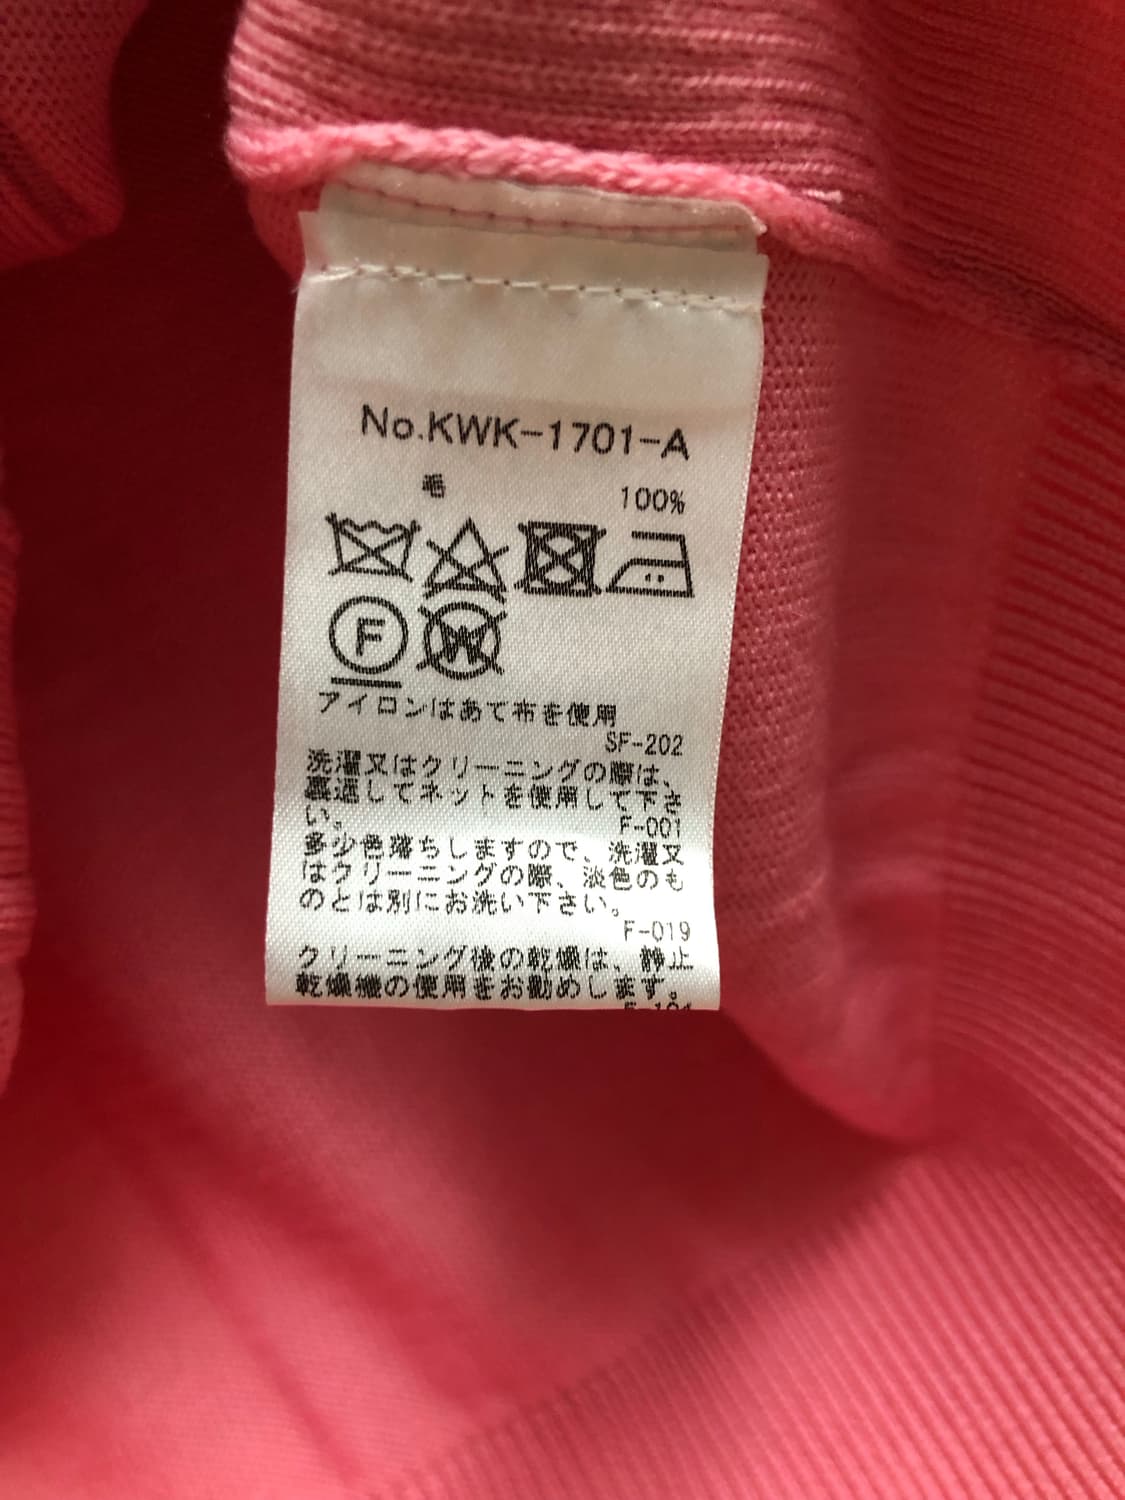 No.KWK-1701-A
毛 100%
F W
アイロンはあて布を使用
SF-202
洗濯又はクリーニングの際は、
裏返してネットを使用して下さ
い。
F-001
多少色落ちしますので、洗濯又
はクリーニングの際、淡色のも
のとは別にお洗い下さい。
F-019
クリーニング後の乾燥は、静止
乾燥機の使用をお勧めします。